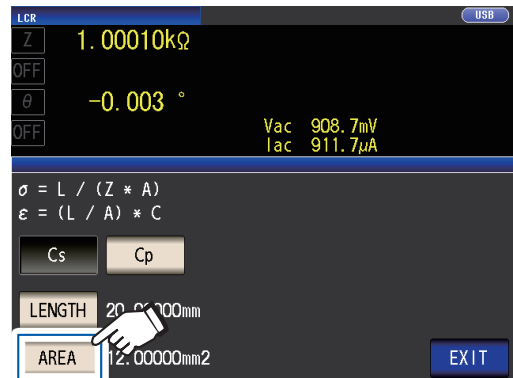 LCR USB
Z 1.00010kΩ
OFF
θ -0.003 °
OFF
Vac 908.7mV
Iac 911.7μA
σ = L / (Z * A)
ε = (L / A) * C
Cs Cp
LENGTH
AREA 12.00000mm2 EXIT